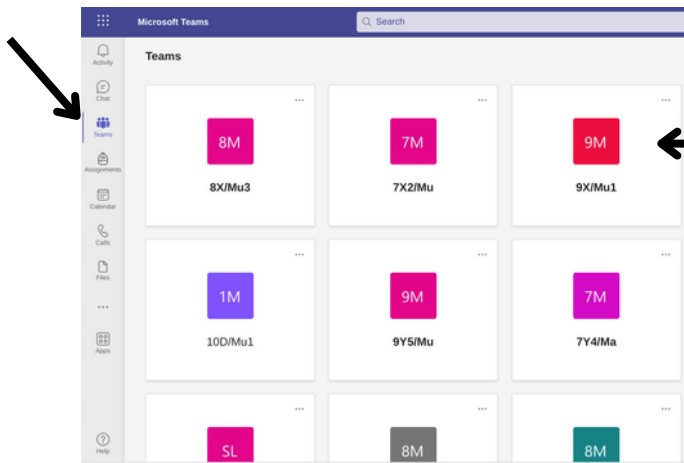 Microsoft Teams
Search
Activity
Chat
Teams
Assignments
Calendar
Calls
Files
Apps
Help
Teams
8M
7M
9M
8X/Mu3
7X2/Mu
9X/Mu1
1M
9M
7M
10D/Mu1
9Y5/Mu
7Y4/Ma
SL
8M
8M